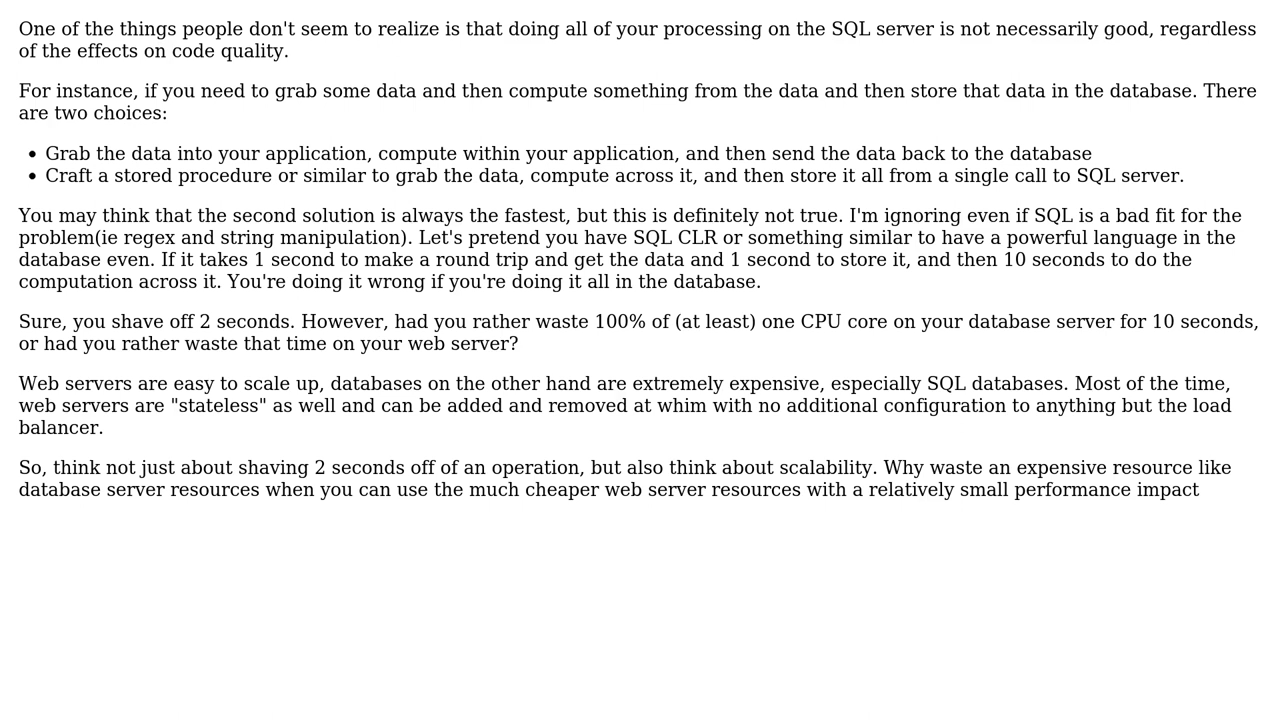 One of the things people don't seem to realize is that doing all of your processing on the SQL server is not necessarily good, regardless
of the effects on code quality.
For instance, if you need to grab some data and then compute something from the data and then store that data in the database. There
are two choices:
• Grab the data into your application, compute within your application, and then send the data back to the database
• Craft a stored procedure or similar to grab the data, compute across it, and then store it all from a single call to SQL server.
You may think that the second solution is always the fastest, but this is definitely not true. I'm ignoring even if SQL is a bad fit for the
problem(ie regex and string manipulation). Let's pretend you have SQL CLR or something similar to have a powerful language in the
database even. If it takes 1 second to make a round trip and get the data and 1 second to store it, and then 10 seconds to do the
computation across it. You're doing it wrong if you're doing it all in the database.
Sure, you shave off 2 seconds. However, had you rather waste 100% of (at least) one CPU core on your database server for 10 seconds,
or had you rather waste that time on your web server?
Web servers are easy to scale up, databases on the other hand are extremely expensive, especially SQL databases. Most of the time,
web servers are "stateless" as well and can be added and removed at whim with no additional configuration to anything but the load
balancer.
So, think not just about shaving 2 seconds off of an operation, but also think about scalability. Why waste an expensive resource like
database server resources when you can use the much cheaper web server resources with a relatively small performance impact